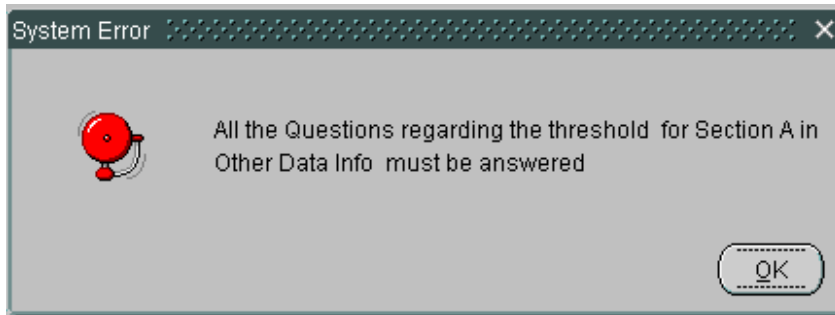 System Error
All the Questions regarding the threshold for Section A in
Other Data Info must be answered
OK